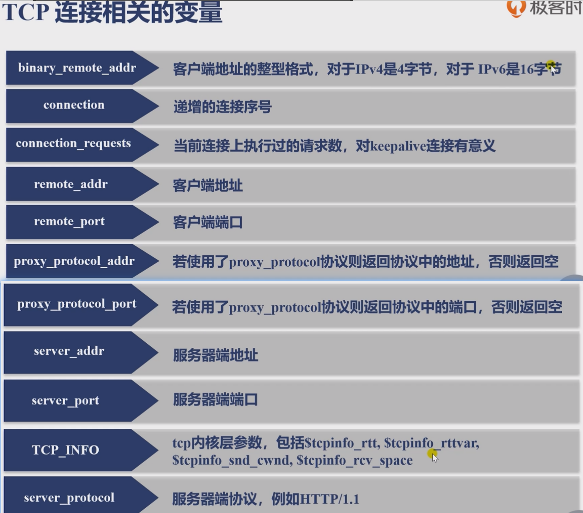 TCP 连接相关的变量
极客时
binary_remote_addr
客户端地址的整型格式，对于IPv4是4字节，对于 IPv6是16字节
connection
递增的连接序号
connection_requests
当前连接上执行过的请求数，对keepalive连接有意义
remote_addr
客户端地址
remote_port
客户端端口
proxy_protocol_addr
若使用了proxy_protocol协议则返回协议中的地址，否则返回空
proxy_protocol_port
若使用了proxy_protocol协议则返回协议中的端口，否则返回空
server_addr
服务器端地址
server_port
服务器端端口
TCP_INFO
tcp内核层参数，包括$tcpinfo_rtt, $tcpinfo_rttvar,
$tcpinfo_snd_cwnd, $tcpinfo_rcv_space
server_protocol
服务器端协议，例如HTTP/1.1